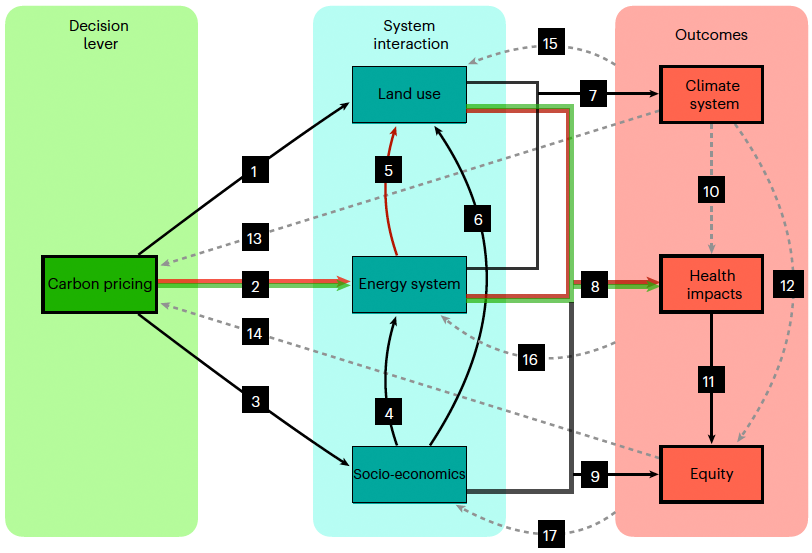 Decision
lever
System
interaction
Outcomes
15
Land use
7
Climate
system
1
5
10
6
13
Carbon pricing
2
Energy system
8
Health
impacts
12
14
16
3
4
11
Socio-economics
9
Equity
17